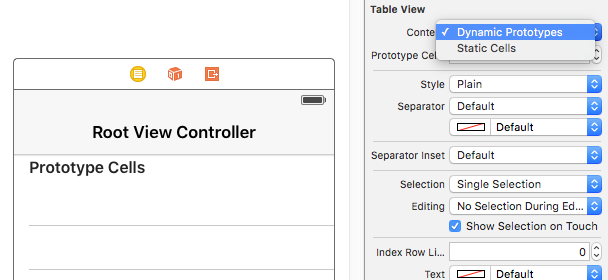 Table View
Conte
✓ Dynamic Prototypes
Static Cells
Prototype Cel
Root View Controller
Prototype Cells
Style Plain
Separator Default
Default
Separator Inset Default
Selection Single Selection
Editing No Selection During Ed...
Show Selection on Touch
Index Row Li... 0
Text Default